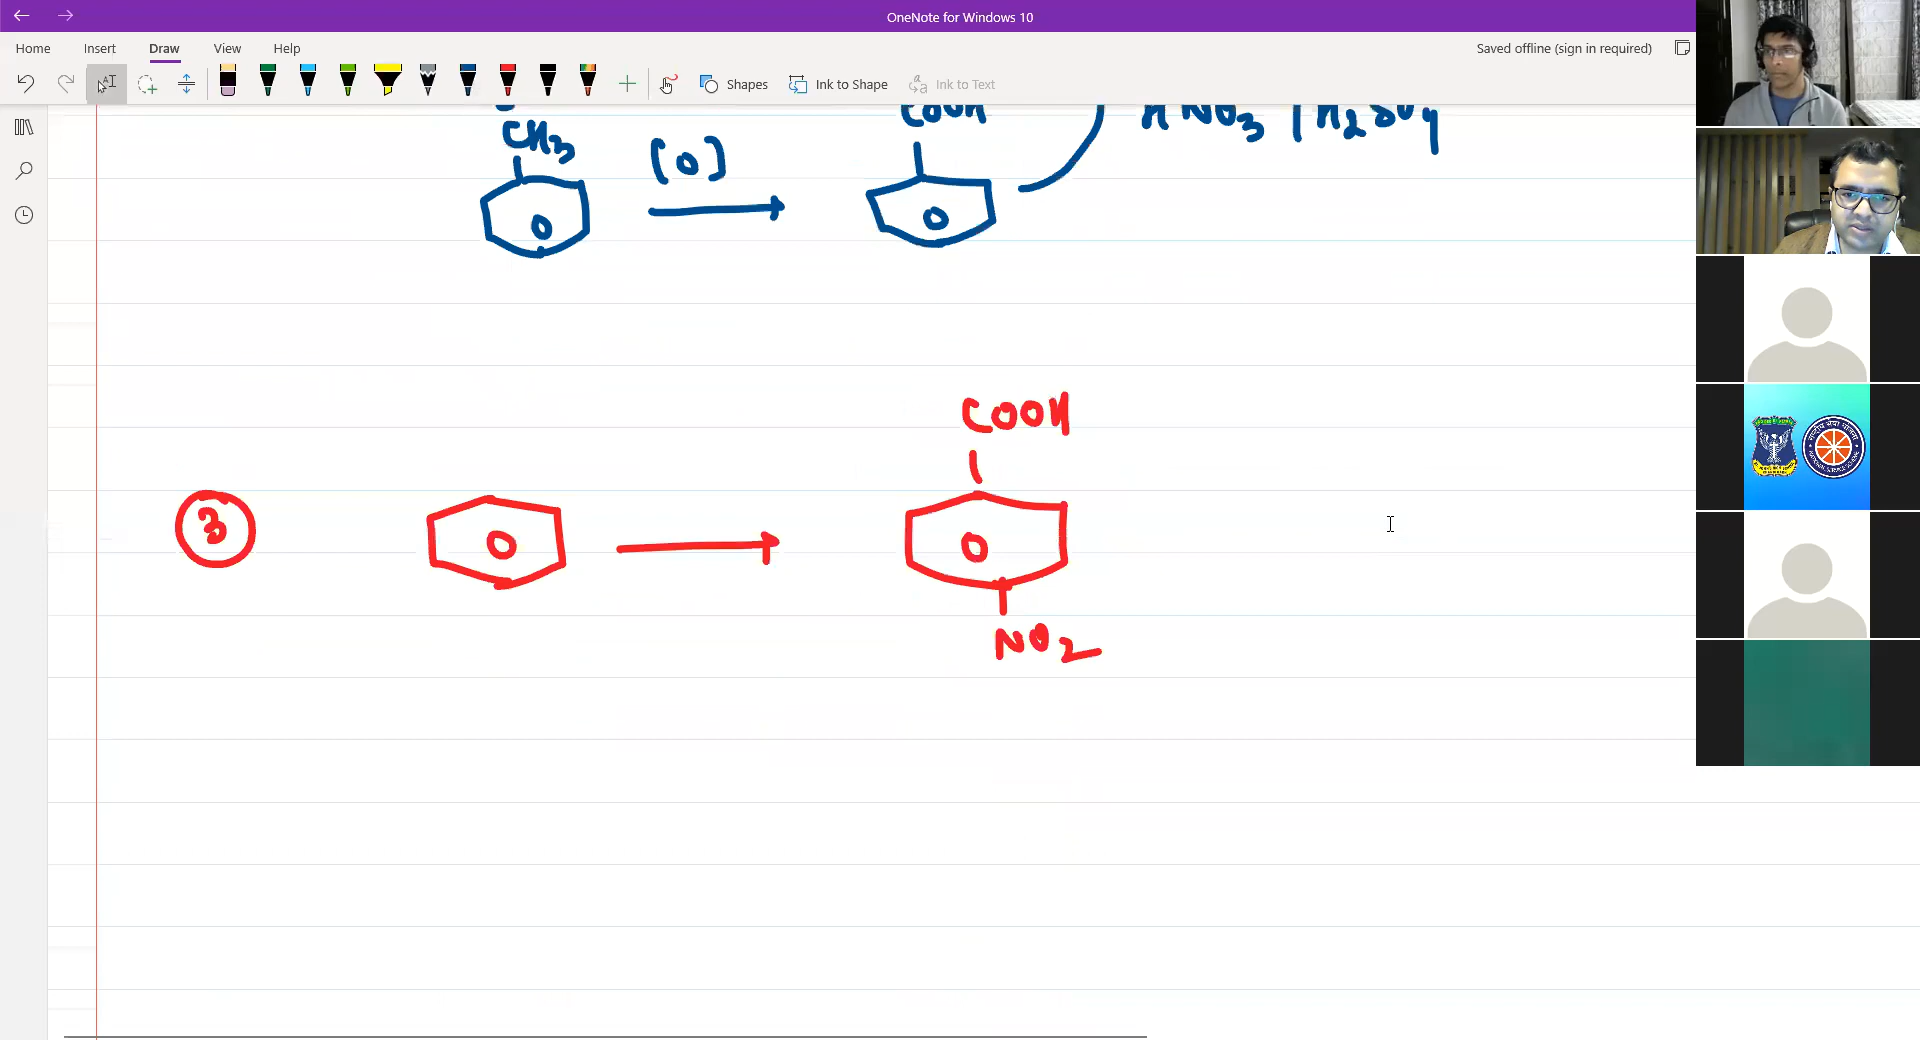 OneNote for Windows 10
Home Insert Draw View Help
Saved offline (sign in required)
Shapes
Ink to Shape
Ink to Text
COOH
HNO3 / H2SO4
CH3
[O]
O
O
COOH
3
O
O
NO2